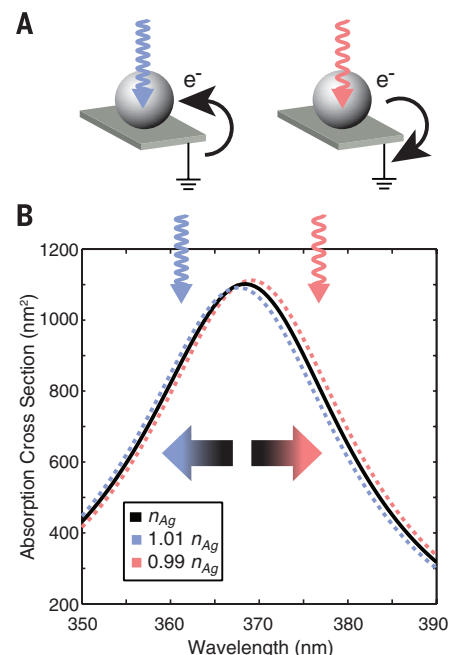 A
e⁻ e⁻
B
1200
1000
800
600
400
200
Absorption Cross Section (nm²)
n_Ag
1.01 n_Ag
0.99 n_Ag
350 360 370 380 390
Wavelength (nm)